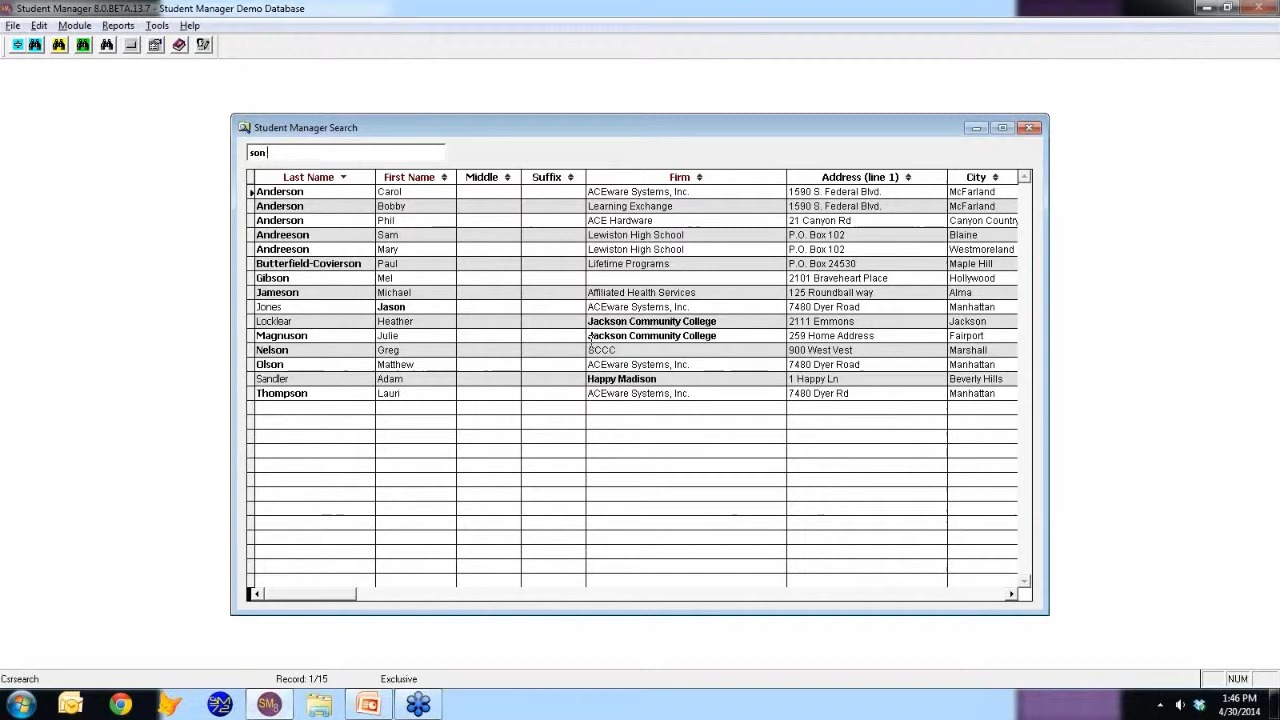 Student Manager 8.0.BETA.13.7 - Student Manager Demo Database
File Edit Module Reports Tools Help
Student Manager Search
son
Last Name First Name Middle Suffix Firm Address (line 1) City
Anderson Carol ACEware Systems, Inc. 1590 S. Federal Blvd. McFarland
Anderson Bobby Learning Exchange 1590 S. Federal Blvd. McFarland
Anderson Phil ACE Hardware 21 Canyon Rd Canyon Country
Andreeson Sam Lewiston High School P.O. Box 102 Blaine
Andreeson Mary Lewiston High School P.O. Box 102 Westmoreland
Butterfield-Covierson Paul Lifetime Programs P.O. Box 24530 Maple Hill
Gibson Mel 2101 Braveheart Place Hollywood
Jameson Michael Affiliated Health Services 125 Roundball way Alma
Jones Jason ACEware Systems, Inc. 7480 Dyer Road Manhattan
Locklear Heather Jackson Community College 2111 Emmons Jackson
Magnuson Julie Jackson Community College 259 Home Address Fairport
Nelson Greg SCCC 900 West Vest Marshall
Olson Matthew ACEware Systems, Inc. 7480 Dyer Road Manhattan
Sandler Adam Happy Madison 1 Happy Ln Beverly Hills
Thompson Lauri ACEware Systems, Inc. 7480 Dyer Rd Manhattan
Csrsearch Record: 1/15 Exclusive NUM
1:46 PM
4/30/2014